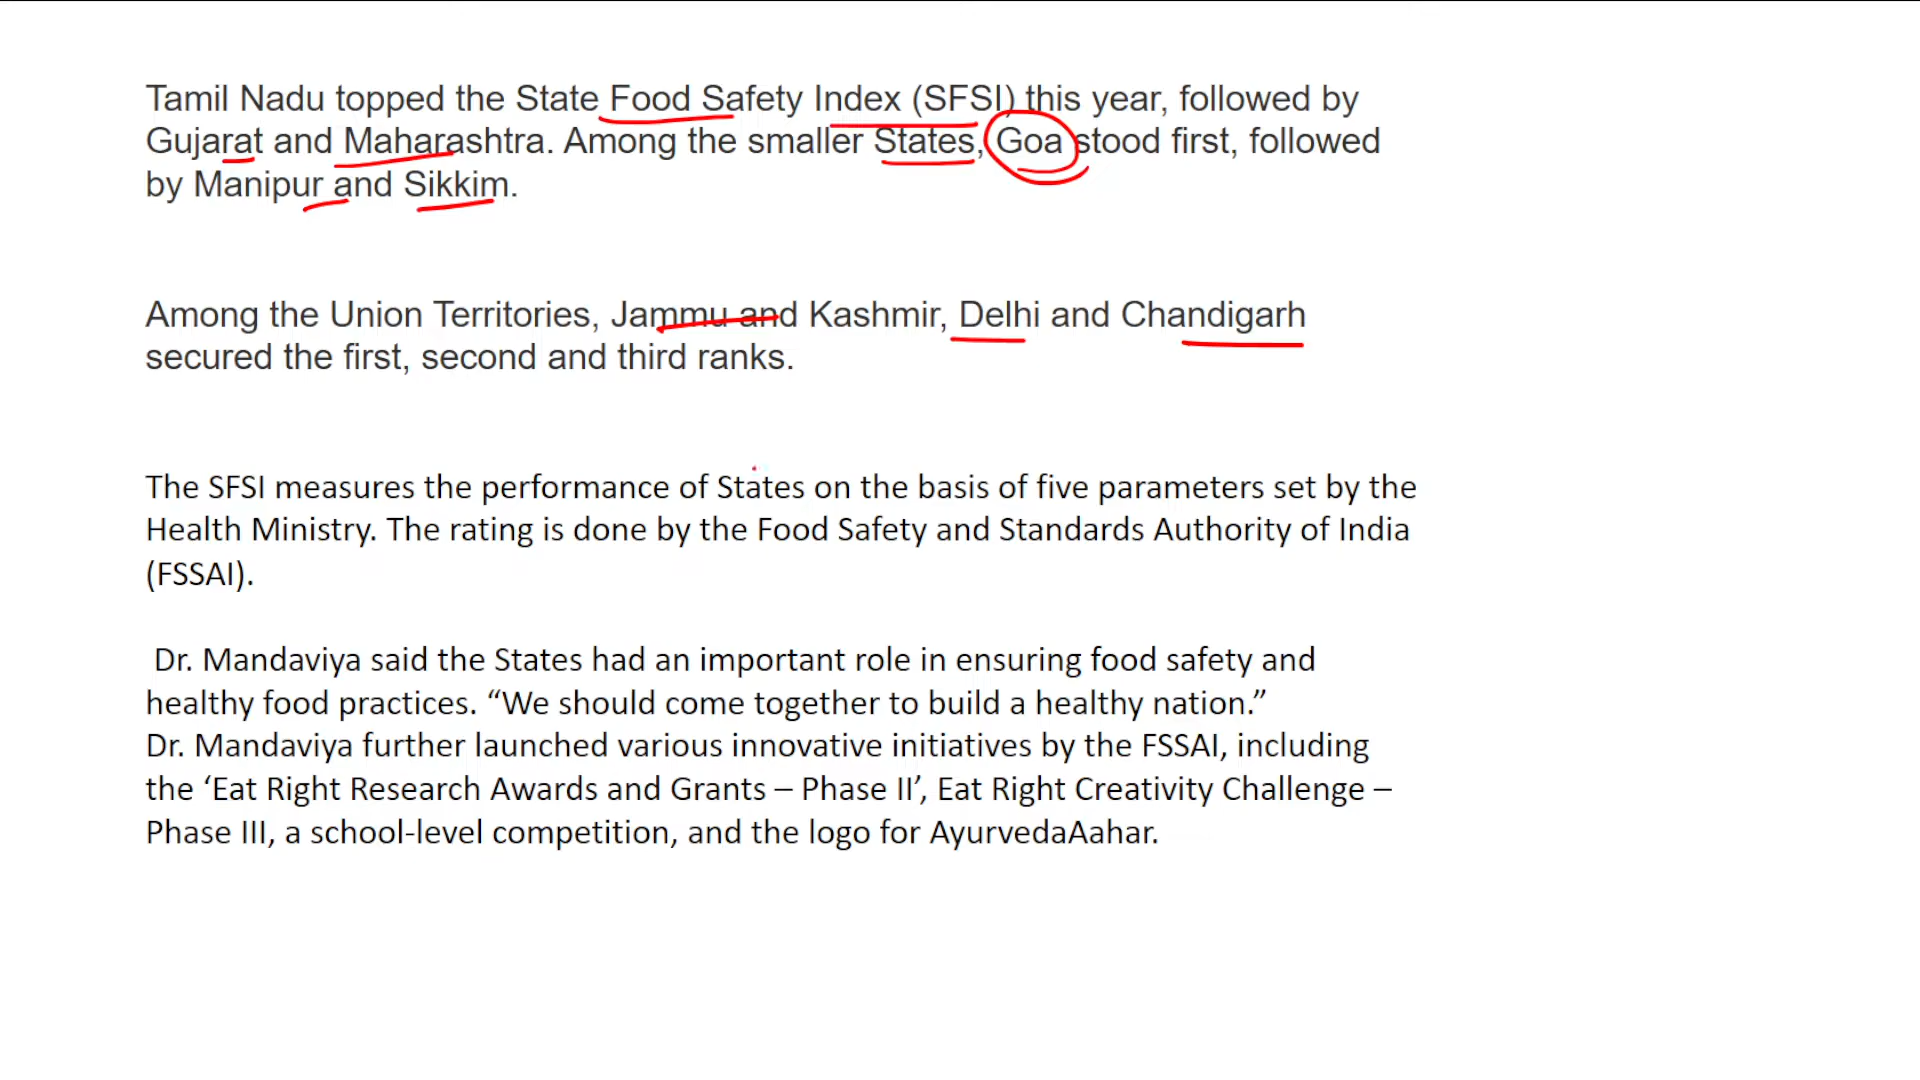 Tamil Nadu topped the State Food Safety Index (SFSI) this year, followed by
Gujarat and Maharashtra. Among the smaller States, Goa stood first, followed
by Manipur and Sikkim.
Among the Union Territories, Jammu and Kashmir, Delhi and Chandigarh
secured the first, second and third ranks.
The SFSI measures the performance of States on the basis of five parameters set by the
Health Ministry. The rating is done by the Food Safety and Standards Authority of India
(FSSAI).
Dr. Mandaviya said the States had an important role in ensuring food safety and
healthy food practices. “We should come together to build a healthy nation.”
Dr. Mandaviya further launched various innovative initiatives by the FSSAI, including
the ‘Eat Right Research Awards and Grants – Phase II’, Eat Right Creativity Challenge –
Phase III, a school-level competition, and the logo for AyurvedaAahar.